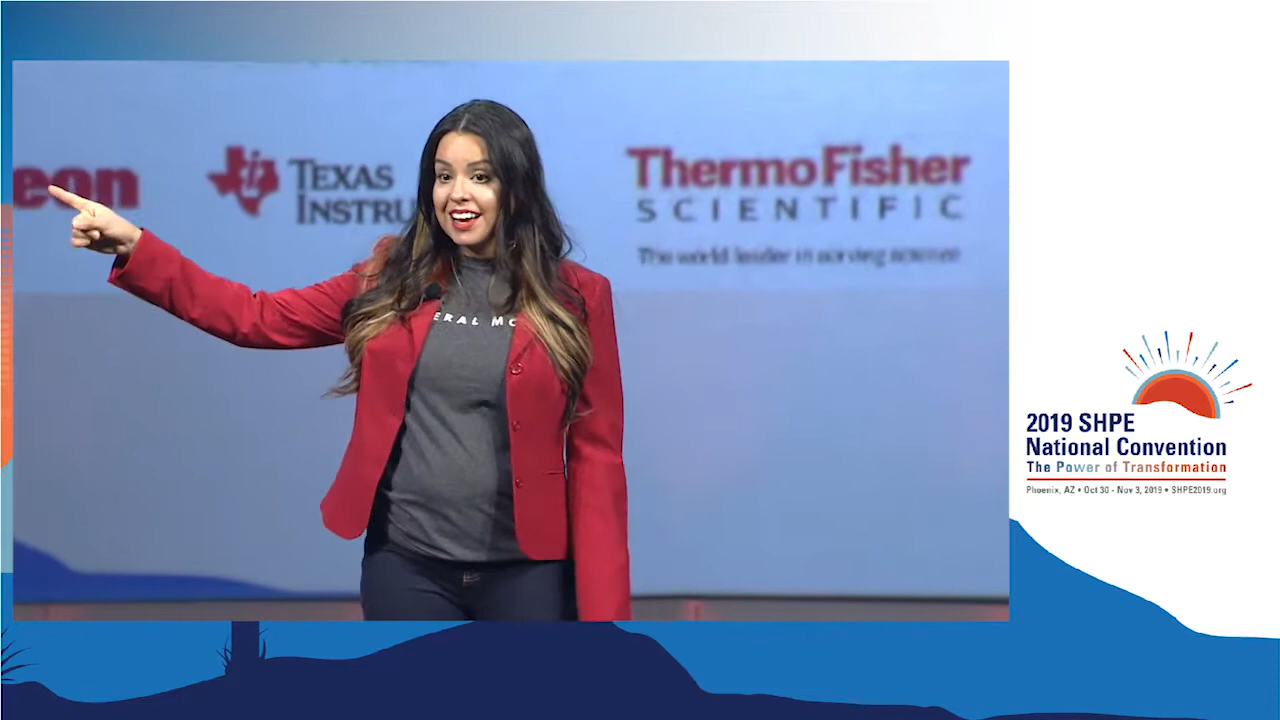 eon
TEXAS
INSTRU
ThermoFisher
SCIENTIFIC
The world leader in serving science
ERAL MO
2019 SHPE
National Convention
The Power of Transformation
Phoenix, AZ • Oct 30 - Nov 3, 2019 • SHPE2019.org